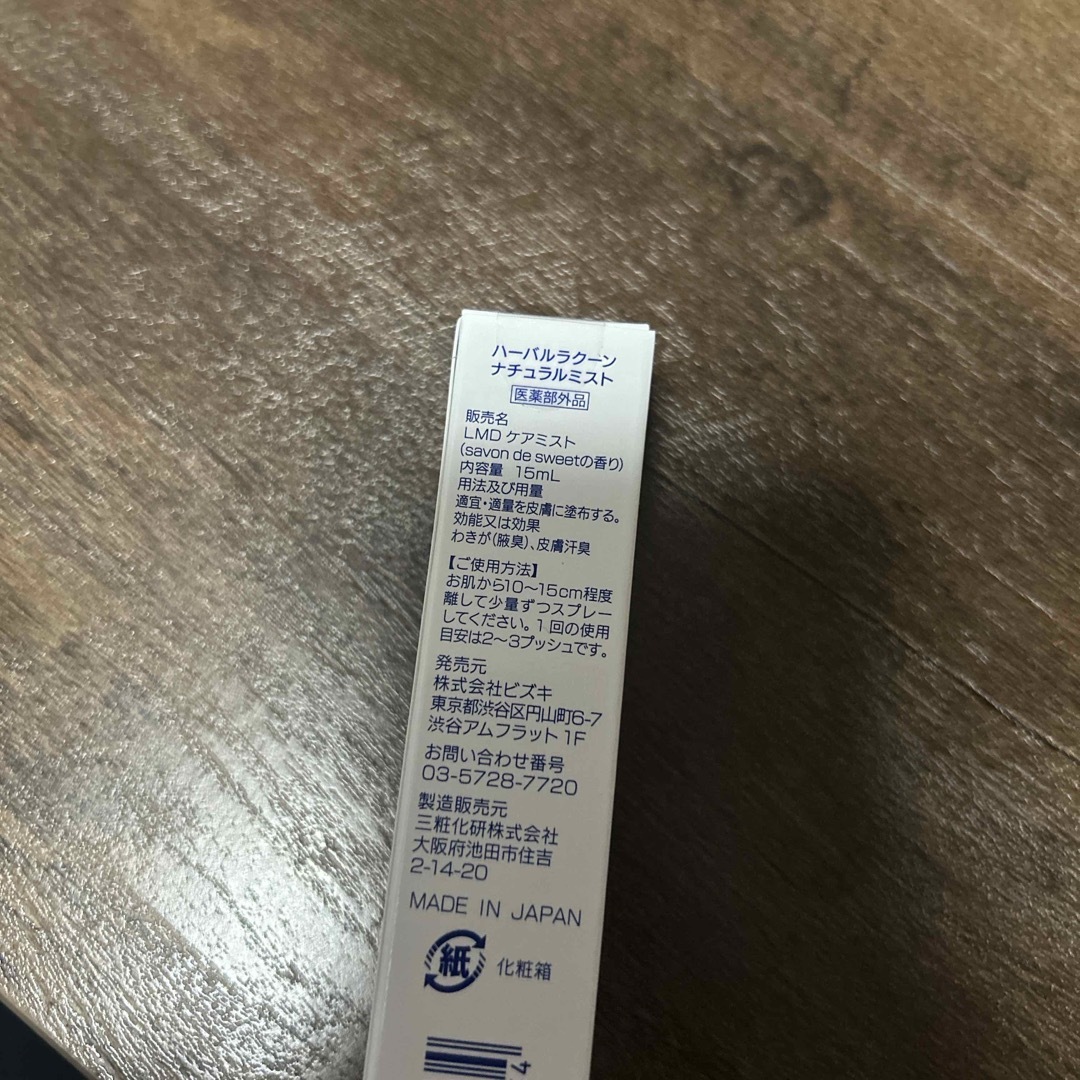 ハーバルラクーン
ナチュラルミスト
医薬部外品
販売名
LMD ケアミスト
(savon de sweetの香り)
内容量 15mL
用法及び用量
適宜・適量を皮膚に塗布する。
効能又は効果
わきが(腋臭)、皮膚汗臭
【ご使用方法】
お肌から10～15cm程度
離して少量ずつスプレー
してください。1回の使用
目安は2～3プッシュです。
発売元
株式会社ビズキ
東京都渋谷区円山町6-7
渋谷アムフラット 1F
お問い合わせ番号
03-5728-7720
製造販売元
三粧化研株式会社
大阪府池田市住吉
2-14-20
MADE IN JAPAN
紙 化粧箱